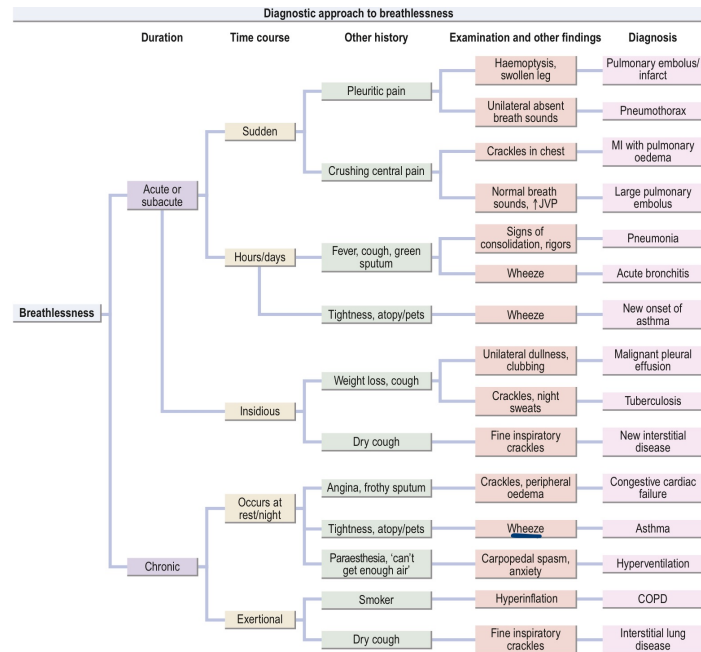 Diagnostic approach to breathlessness
Duration
Time course
Other history
Examination and other findings
Diagnosis
Breathlessness
Acute or
subacute
Sudden
Pleuritic pain
Haemoptysis,
swollen leg
Pulmonary embolus/
infarct
Unilateral absent
breath sounds
Pneumothorax
Crushing central pain
Crackles in chest
MI with pulmonary
oedema
Normal breath
sounds, ↑JVP
Large pulmonary
embolus
Hours/days
Fever, cough, green
sputum
Signs of
consolidation, rigors
Pneumonia
Wheeze
Acute bronchitis
Tightness, atopy/pets
Wheeze
New onset of
asthma
Insidious
Weight loss, cough
Unilateral dullness,
clubbing
Malignant pleural
effusion
Crackles, night
sweats
Tuberculosis
Dry cough
Fine inspiratory
crackles
New interstitial
disease
Chronic
Occurs at
rest/night
Angina, frothy sputum
Crackles, peripheral
oedema
Congestive cardiac
failure
Tightness, atopy/pets
Wheeze
Asthma
Paraesthesia, ‘can’t
get enough air’
Carpopedal spasm,
anxiety
Hyperventilation
Exertional
Smoker
Hyperinflation
COPD
Dry cough
Fine inspiratory
crackles
Interstitial lung
disease